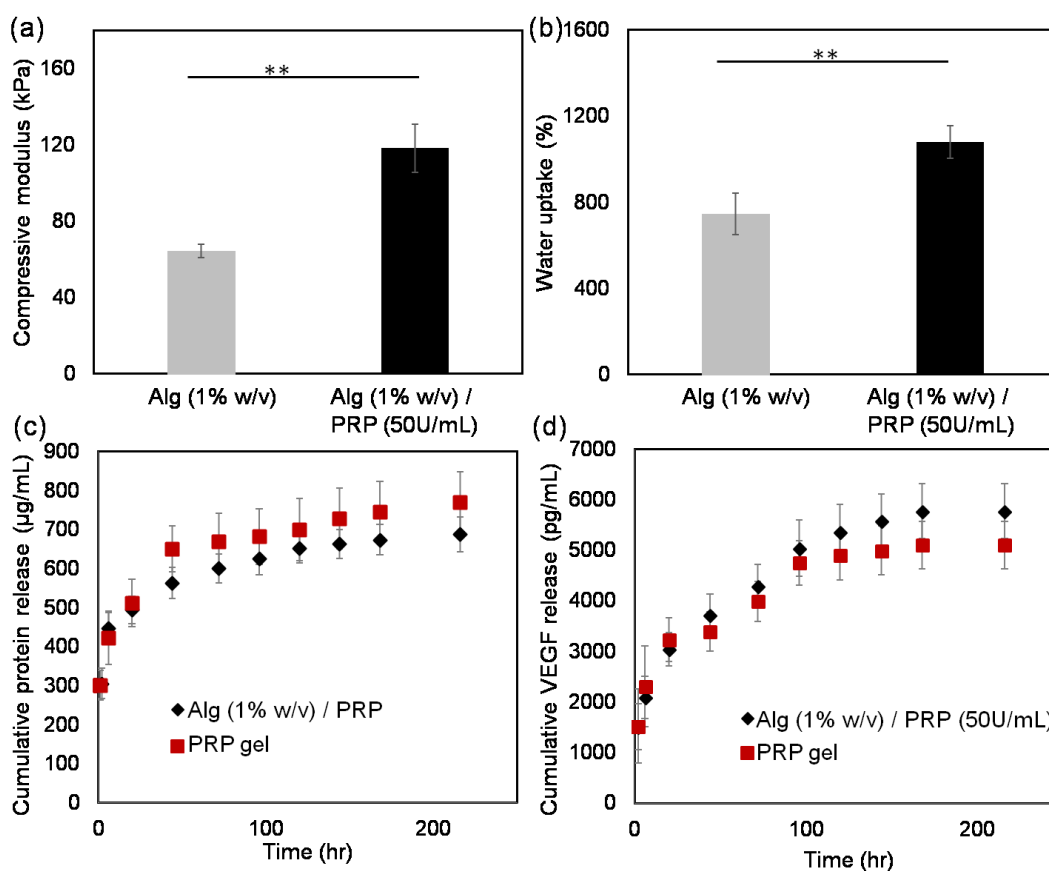 (a)
Compressive modulus (kPa)
160
120
80
40
0
**
Alg (1% w/v)
Alg (1% w/v) /
PRP (50U/mL)
(b)
Water uptake (%)
1600
1200
800
400
0
**
Alg (1% w/v)
Alg (1% w/v) /
PRP (50U/mL)
(c)
Cumulative protein release (µg/mL)
900
800
700
600
500
400
300
200
100
0
Alg (1% w/v) / PRP
PRP gel
0
100
200
Time (hr)
(d)
Cumulative VEGF release (pg/mL)
7000
6000
5000
4000
3000
2000
1000
0
Alg (1% w/v) / PRP (50U/mL)
PRP gel
0
100
200
Time (hr)